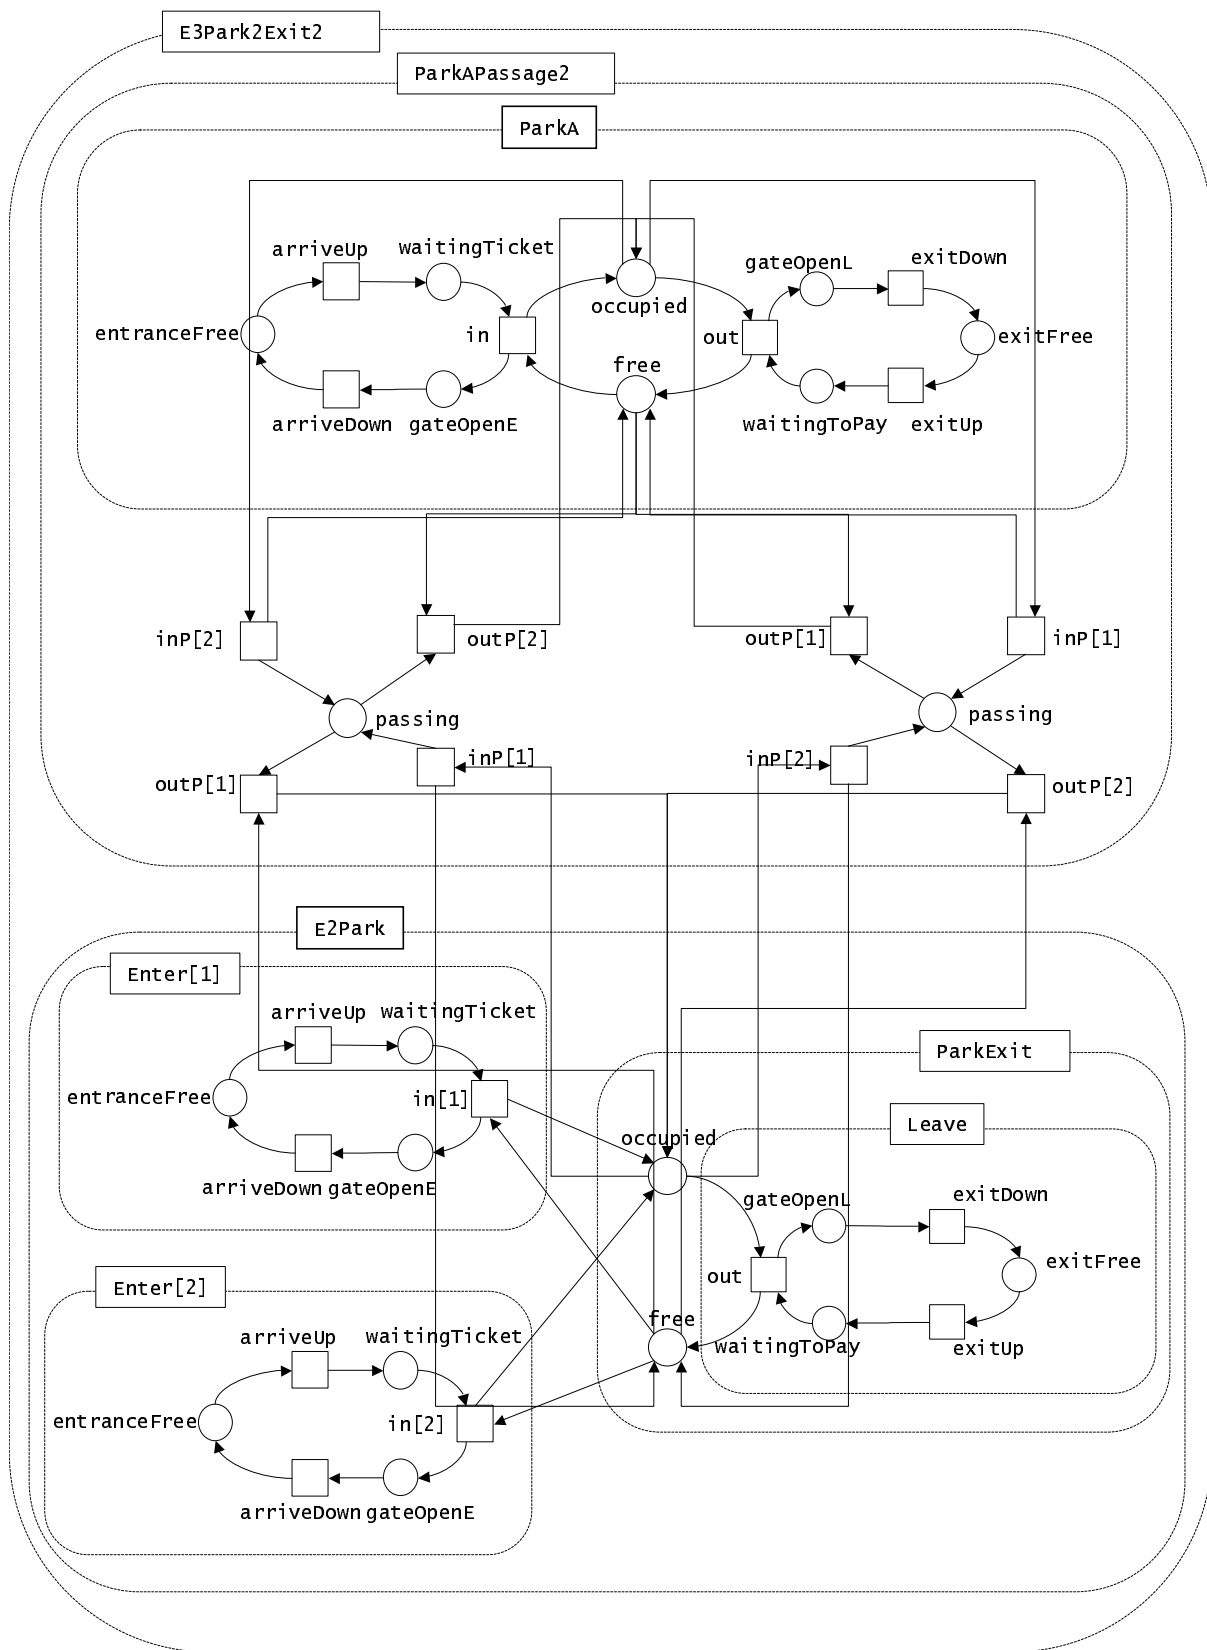 E3Park2Exit2
ParkAPassage2
ParkA
arriveUp
waitingTicket
gateOpenL
exitDown
entranceFree
in
occupied
out
exitFree
free
arriveDown
gateOpenE
waitingToPay
exitUp
inP[2]
outP[2]
outP[1]
inP[1]
passing
passing
outP[1]
inP[1]
inP[2]
outP[2]
E2Park
Enter[1]
arriveUp
waitingTicket
ParkExit
entranceFree
in[1]
Leave
occupied
arriveDown
gateOpenE
gateOpenL
exitDown
out
exitFree
Enter[2]
free
arriveUp
waitingTicket
waitingToPay
exitUp
entranceFree
in[2]
arriveDown
gateOpenE